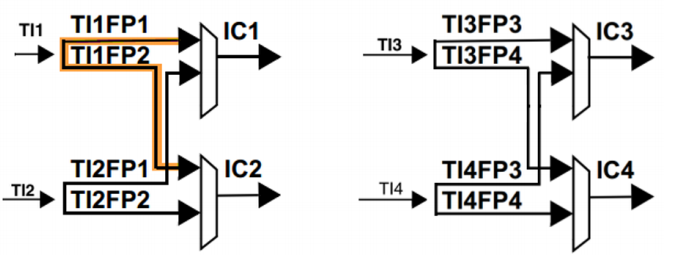 TI1FP1
IC1
TI1
TI1FP2
TI2FP1
IC2
TI2
TI2FP2
TI3FP3
IC3
TI3
TI3FP4
TI4FP3
IC4
TI4
TI4FP4